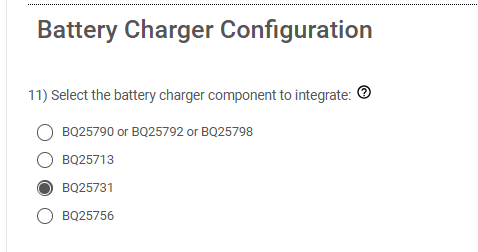 Battery Charger Configuration
11) Select the battery charger component to integrate: ?
BQ25790 or BQ25792 or BQ25798
BQ25713
BQ25731
BQ25756